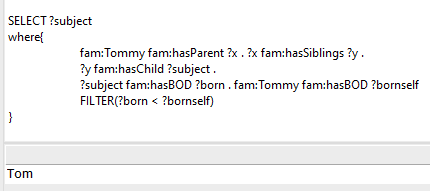 SELECT ?subject
where{
fam:Tommy fam:hasParent ?x . ?x fam:hasSiblings ?y .
?y fam:hasChild ?subject .
?subject fam:hasBOD ?born . fam:Tommy fam:hasBOD ?bornself
FILTER(?born < ?bornself)
}
Tom